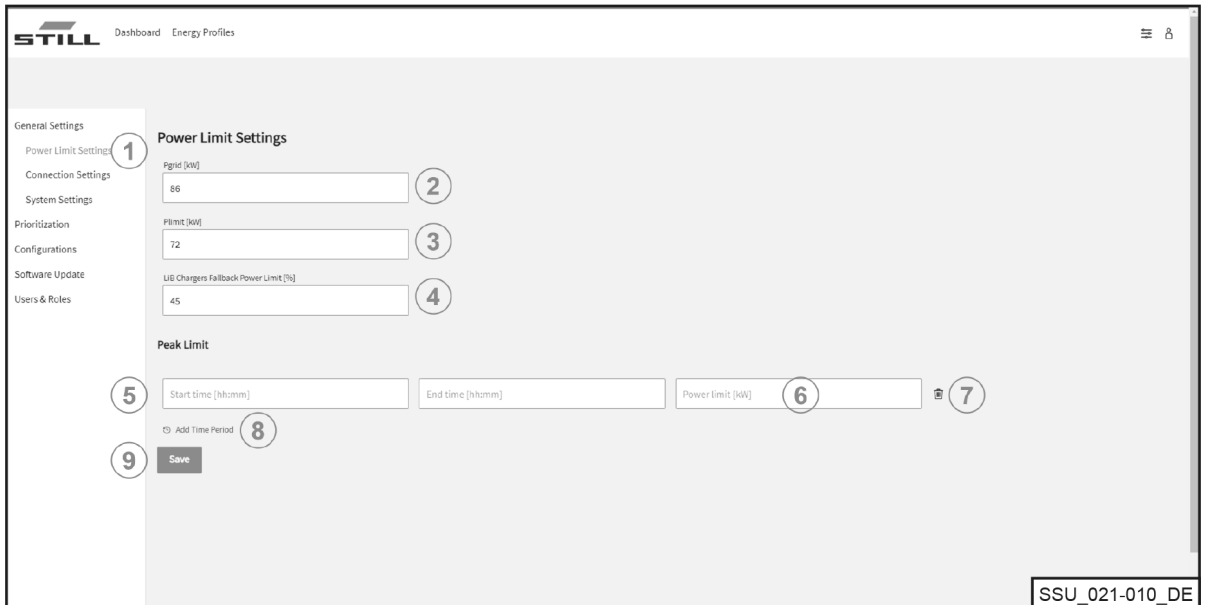 STILL Dashboard Energy Profiles
General Settings
Power Limit Settings 1
Connection Settings
System Settings
Prioritization
Configurations
Software Update
Users & Roles
Power Limit Settings
Pgrid [kW]
86 2
Plimit [kW]
72 3
LiB Chargers Fallback Power Limit [%]
45 4
Peak Limit
5 Start time [hh:mm] End time [hh:mm] Power limit [kW] 6 7
Add Time Period 8
9 Save
SSU_021-010_DE